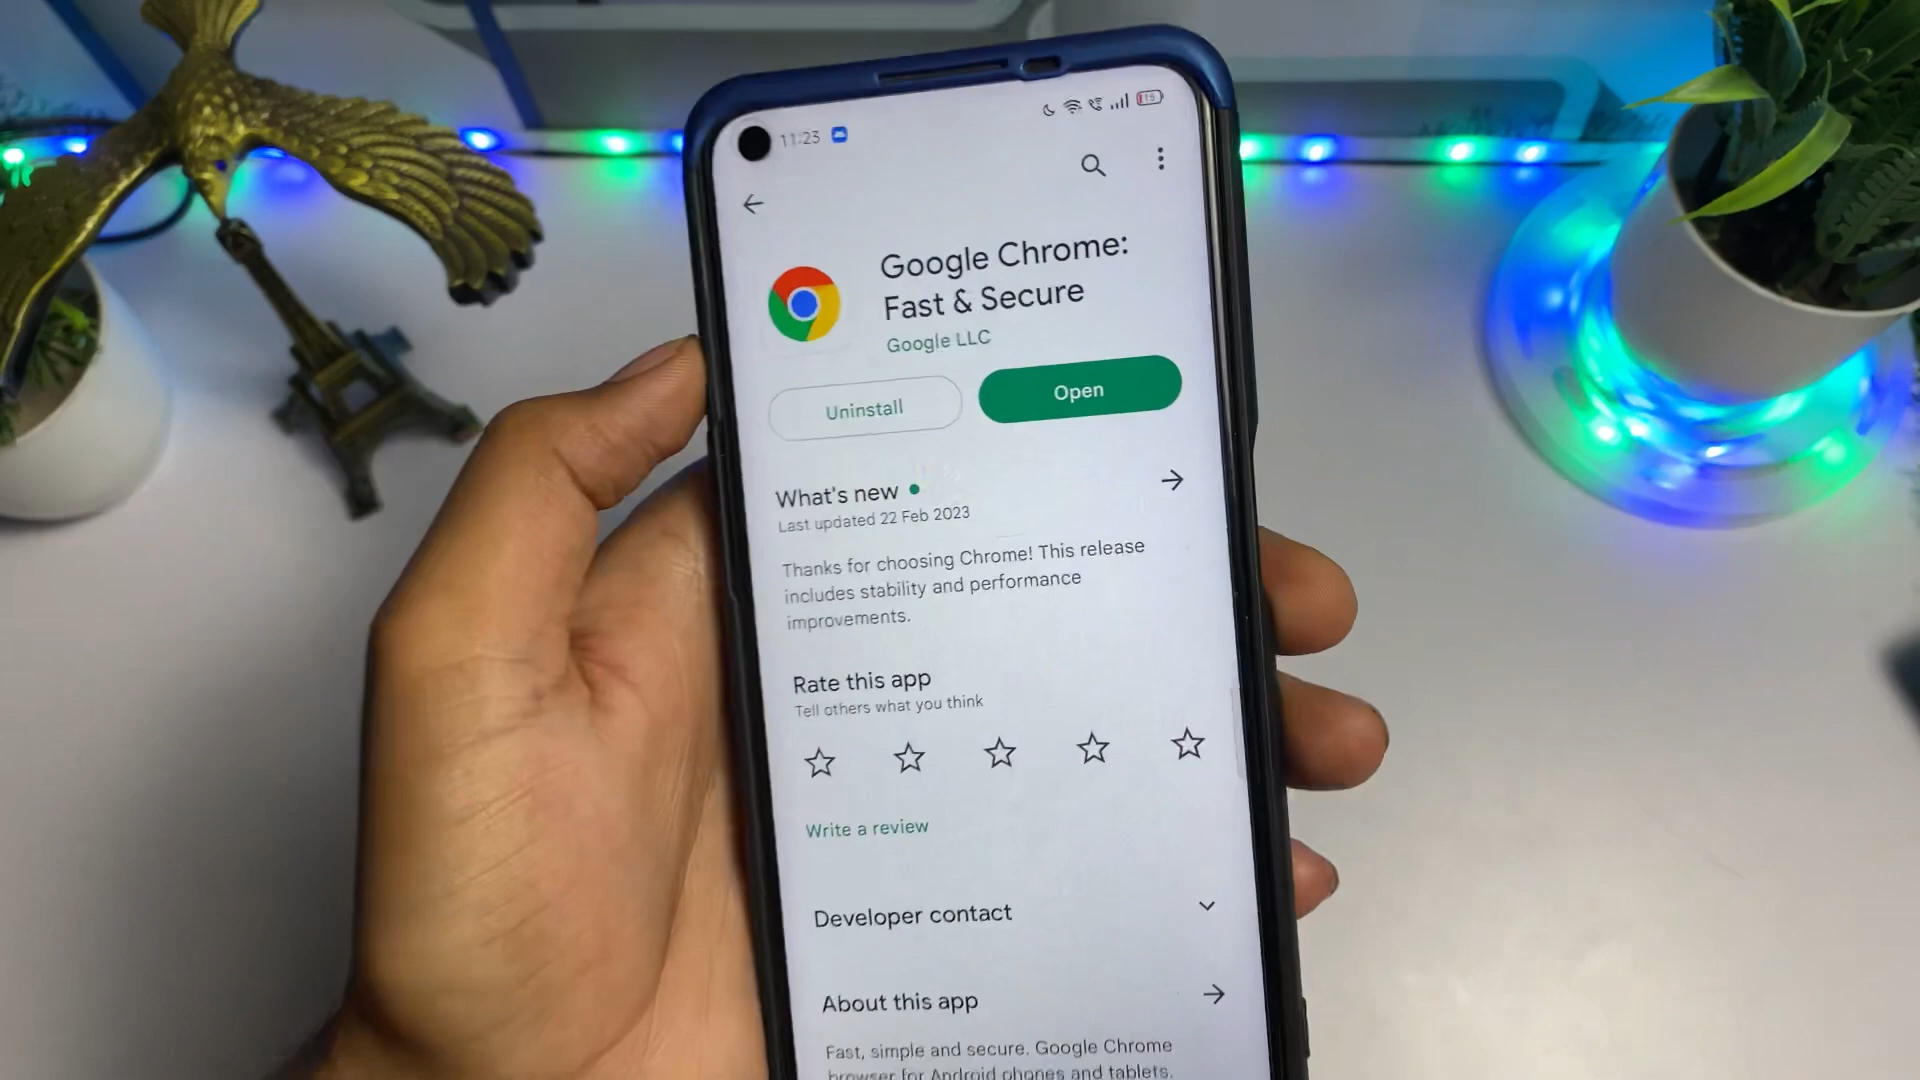 11:23
15
Google Chrome:
Fast & Secure
Google LLC
Uninstall
Open
What's new
Last updated 22 Feb 2023
Thanks for choosing Chrome! This release
includes stability and performance
improvements.
Rate this app
Tell others what you think
Write a review
Developer contact
About this app
Fast, simple and secure. Google Chrome
browser for Android phones and tablets.